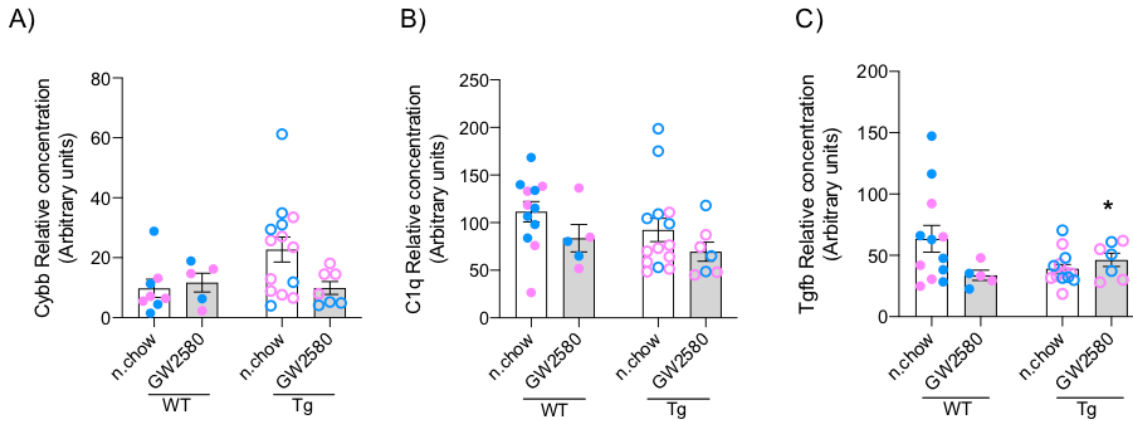 A)
Cybb Relative concentration
(Arbitrary units)
80
60
40
20
0
n.chow
GW2580
n.chow
GW2580
WT
Tg
B)
C1q Relative concentration
(Arbitrary units)
250
200
150
100
50
0
n.chow
GW2580
n.chow
GW2580
WT
Tg
C)
Tgfb Relative concentration
(Arbitrary units)
200
150
100
50
0
*
n.chow
GW2580
n.chow
GW2580
WT
Tg